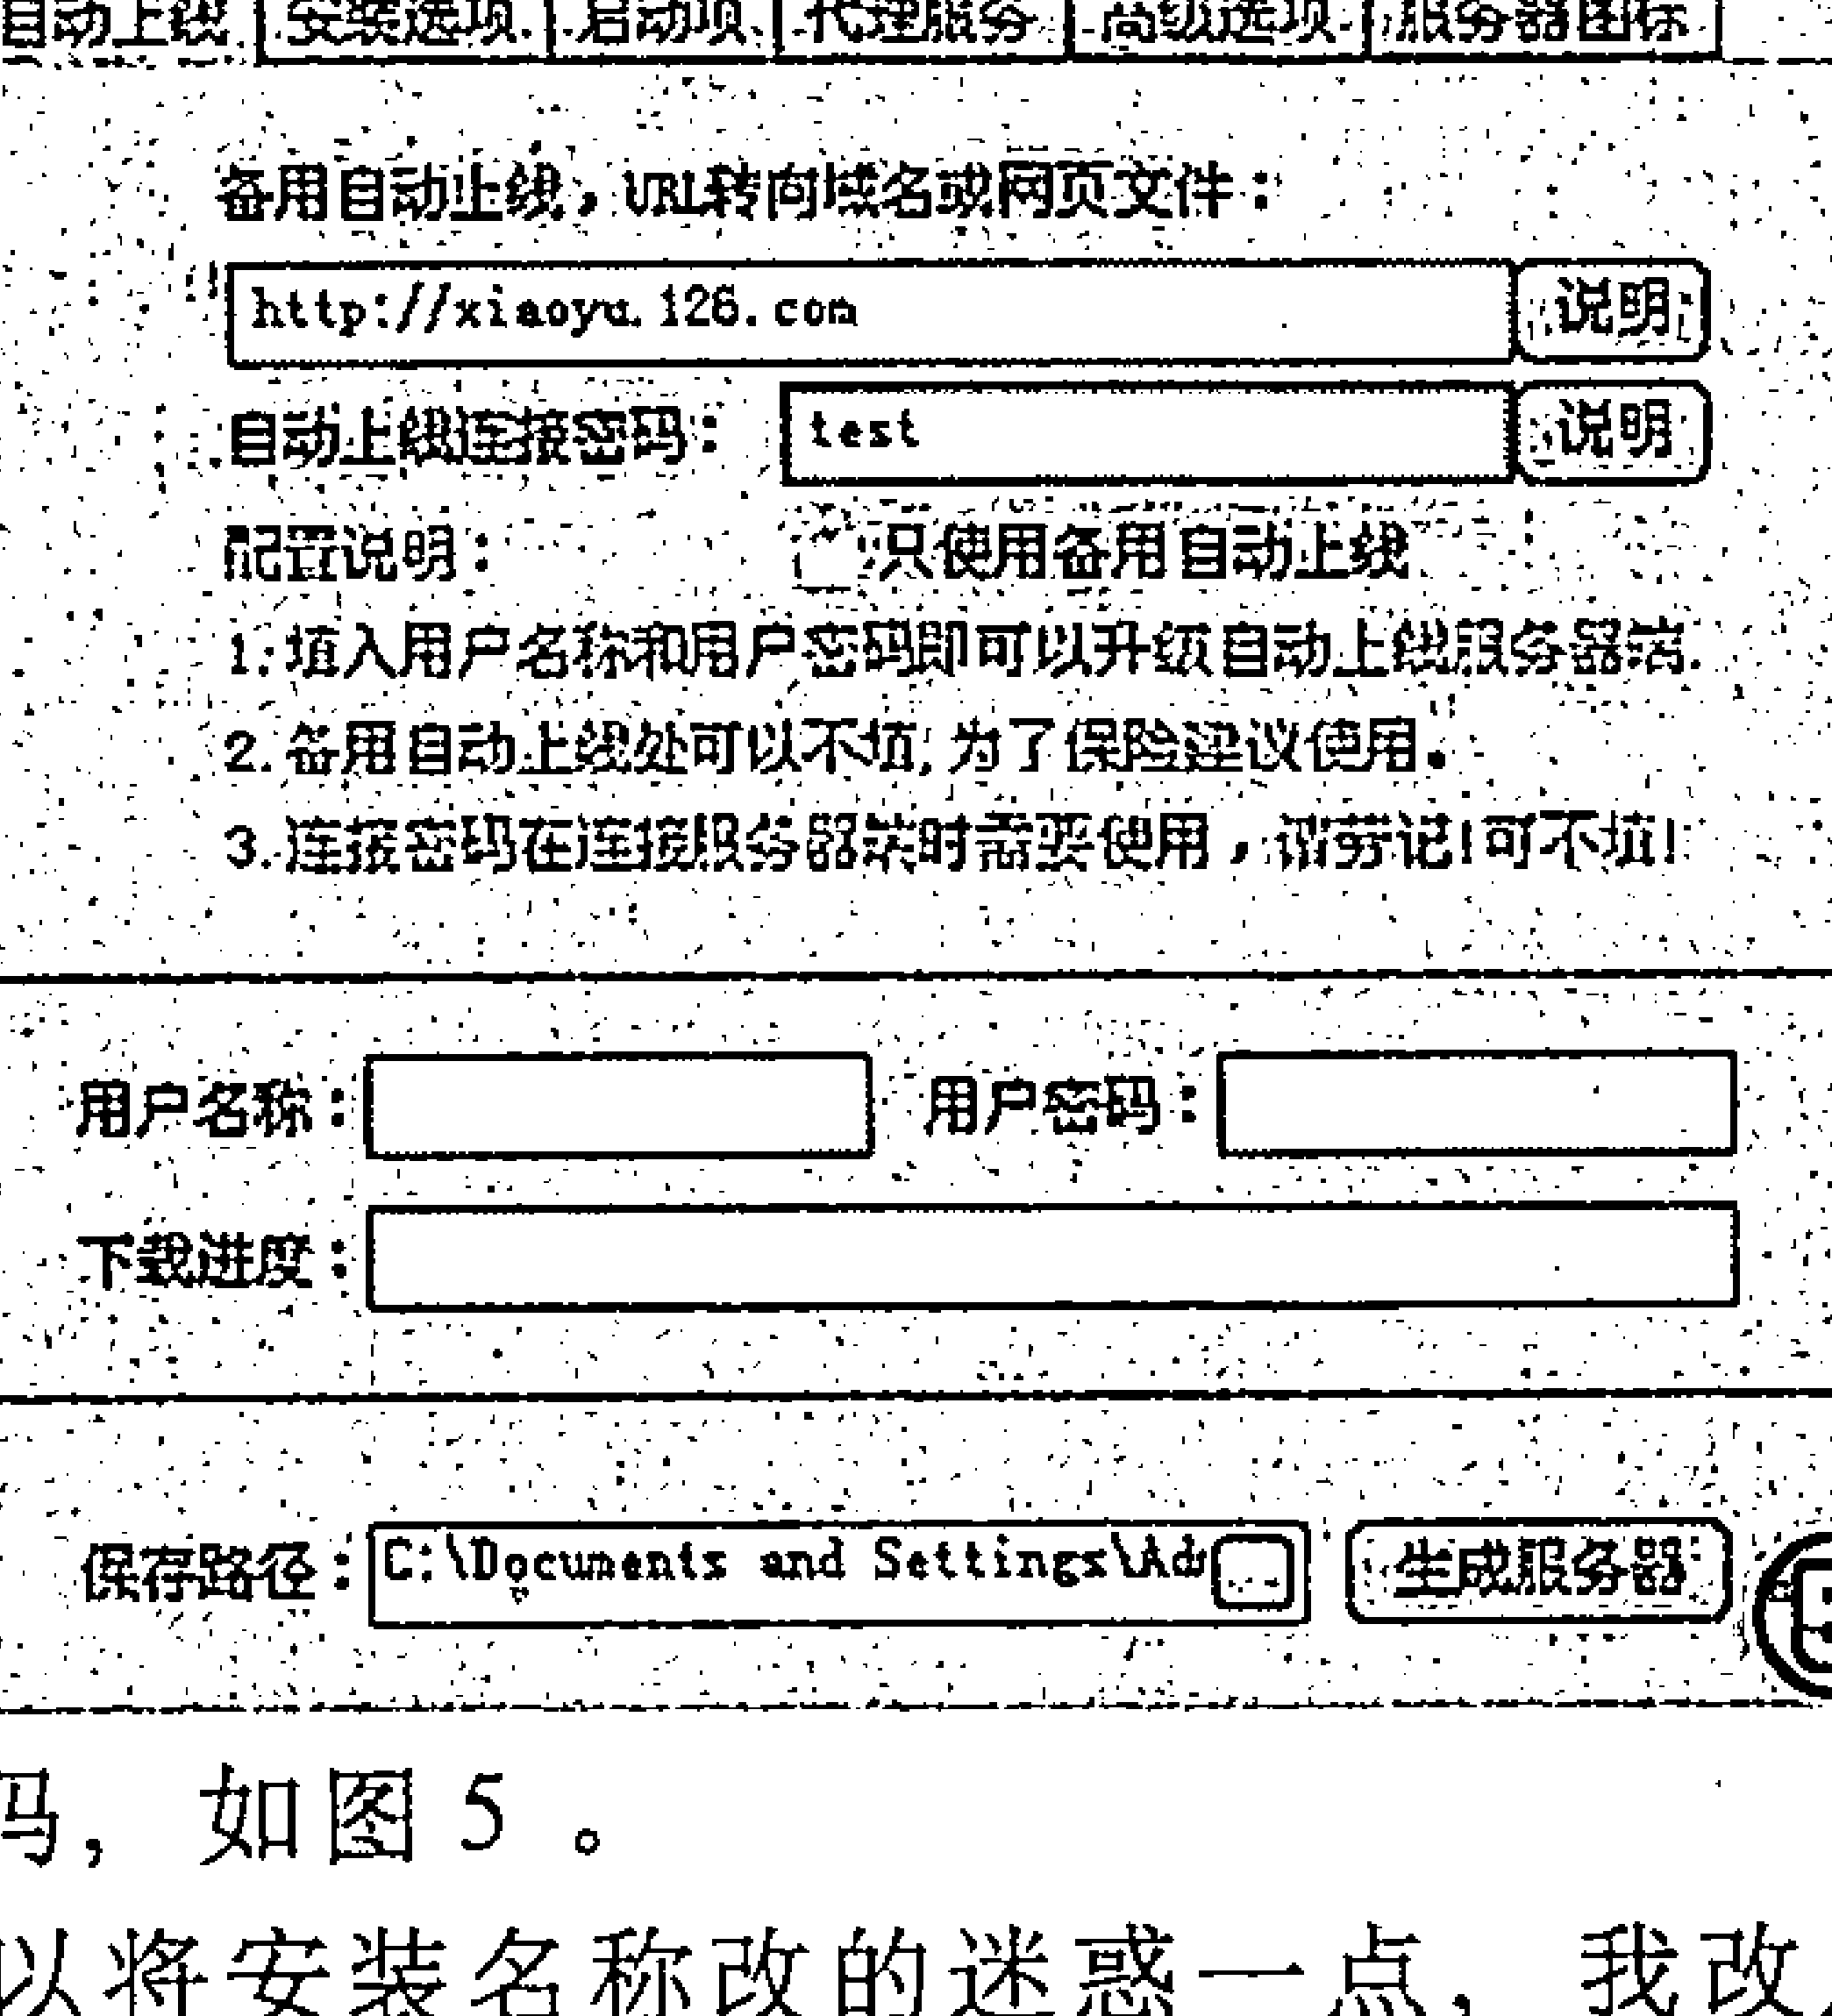 自动上线 安装选项 启动项 代理服务 高级选项 服务器图标
备用自动上线，URL转向域名或网页文件：
http://xiaoyu.126.com 说明
自动上线连接密码： test 说明
配置说明： 只使用备用自动上线
1.填入用户名称和用户密码即可以升级自动上线服务器端.
2.备用自动上线处可以不填,为了保险建议使用。
3.连接密码在连接服务器端时需要使用，请劳记!可不填!
用户名称： 用户密码：
下载进度：
保存路径： C:\Documents and Settings\Ad ... 生成服务器
码，如图 5 。
以将安装名称改的迷惑一点，我改